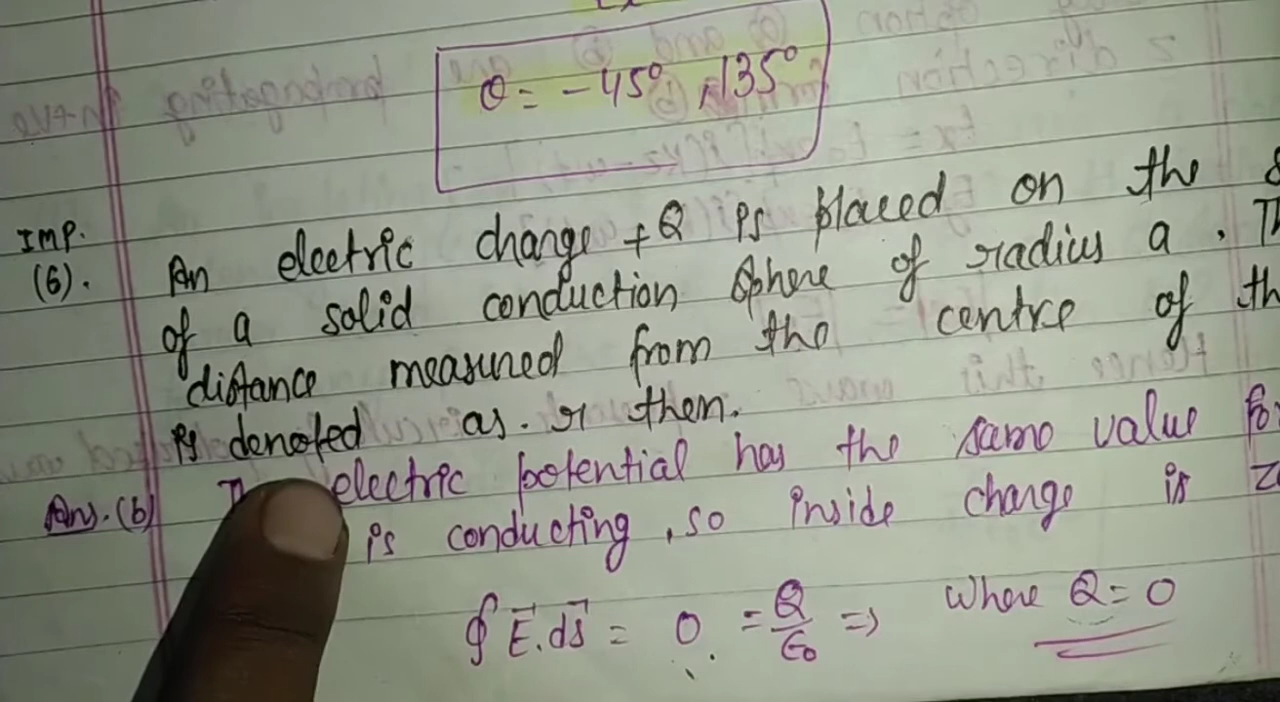 θ = -45°, 135°
IMP.
(6). An electric change +Q is placed on the
of a solid conduction sphere of radius a.
distance measured from the centre of
is denoted as. r then.
Ans. (b) electric potential has the same value
is conducting, so inside change is
∮ E⃗.ds⃗ = 0. = Q/ε₀ ⇒ where Q = 0